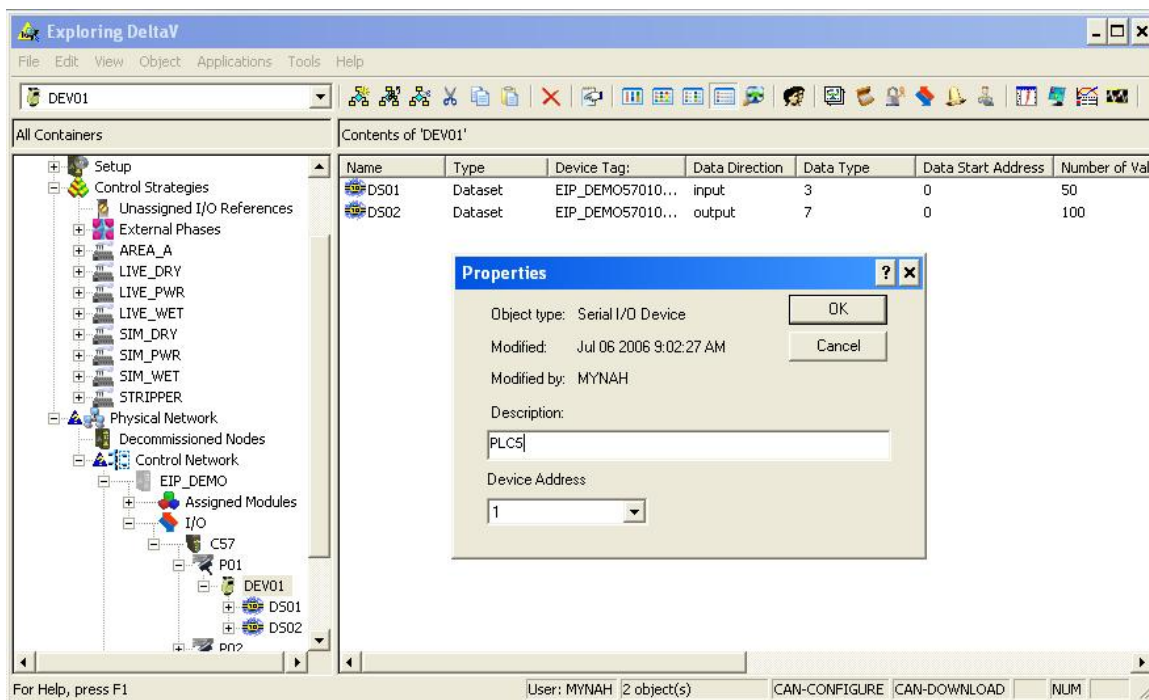 Exploring DeltaV
File Edit View Object Applications Tools Help
DEV01
All Containers
Contents of 'DEV01'
Setup
Control Strategies
Unassigned I/O References
External Phases
AREA_A
LIVE_DRY
LIVE_PWR
LIVE_WET
SIM_DRY
SIM_PWR
SIM_WET
STRIPPER
Physical Network
Decommissioned Nodes
Control Network
EIP_DEMO
Assigned Modules
I/O
C57
P01
DEV01
DS01
DS02
P02
Name Type Device Tag: Data Direction Data Type Data Start Address Number of Val
DS01 Dataset EIP_DEMO57010... input 3 0 50
DS02 Dataset EIP_DEMO57010... output 7 0 100
Properties
Object type: Serial I/O Device
OK
Modified: Jul 06 2006 9:02:27 AM
Cancel
Modified by: MYNAH
Description:
PLC5
Device Address
1
For Help, press F1
User: MYNAH 2 object(s) CAN-CONFIGURE CAN-DOWNLOAD NUM